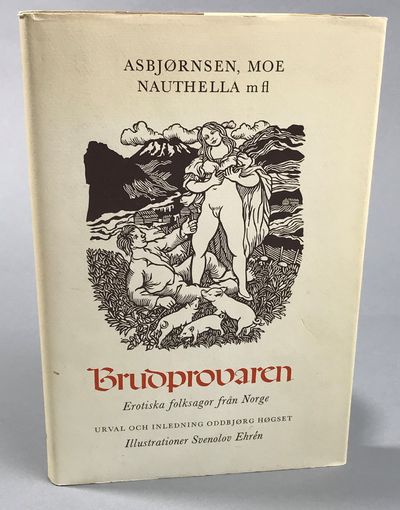 ASBJØRNSEN, MOE
NAUTHELLA m fl
Brudprovaren
Erotiska folksagor från Norge
URVAL OCH INLEDNING ODDBJØRG HØGSET
Illustrationer Svenolov Ehrén